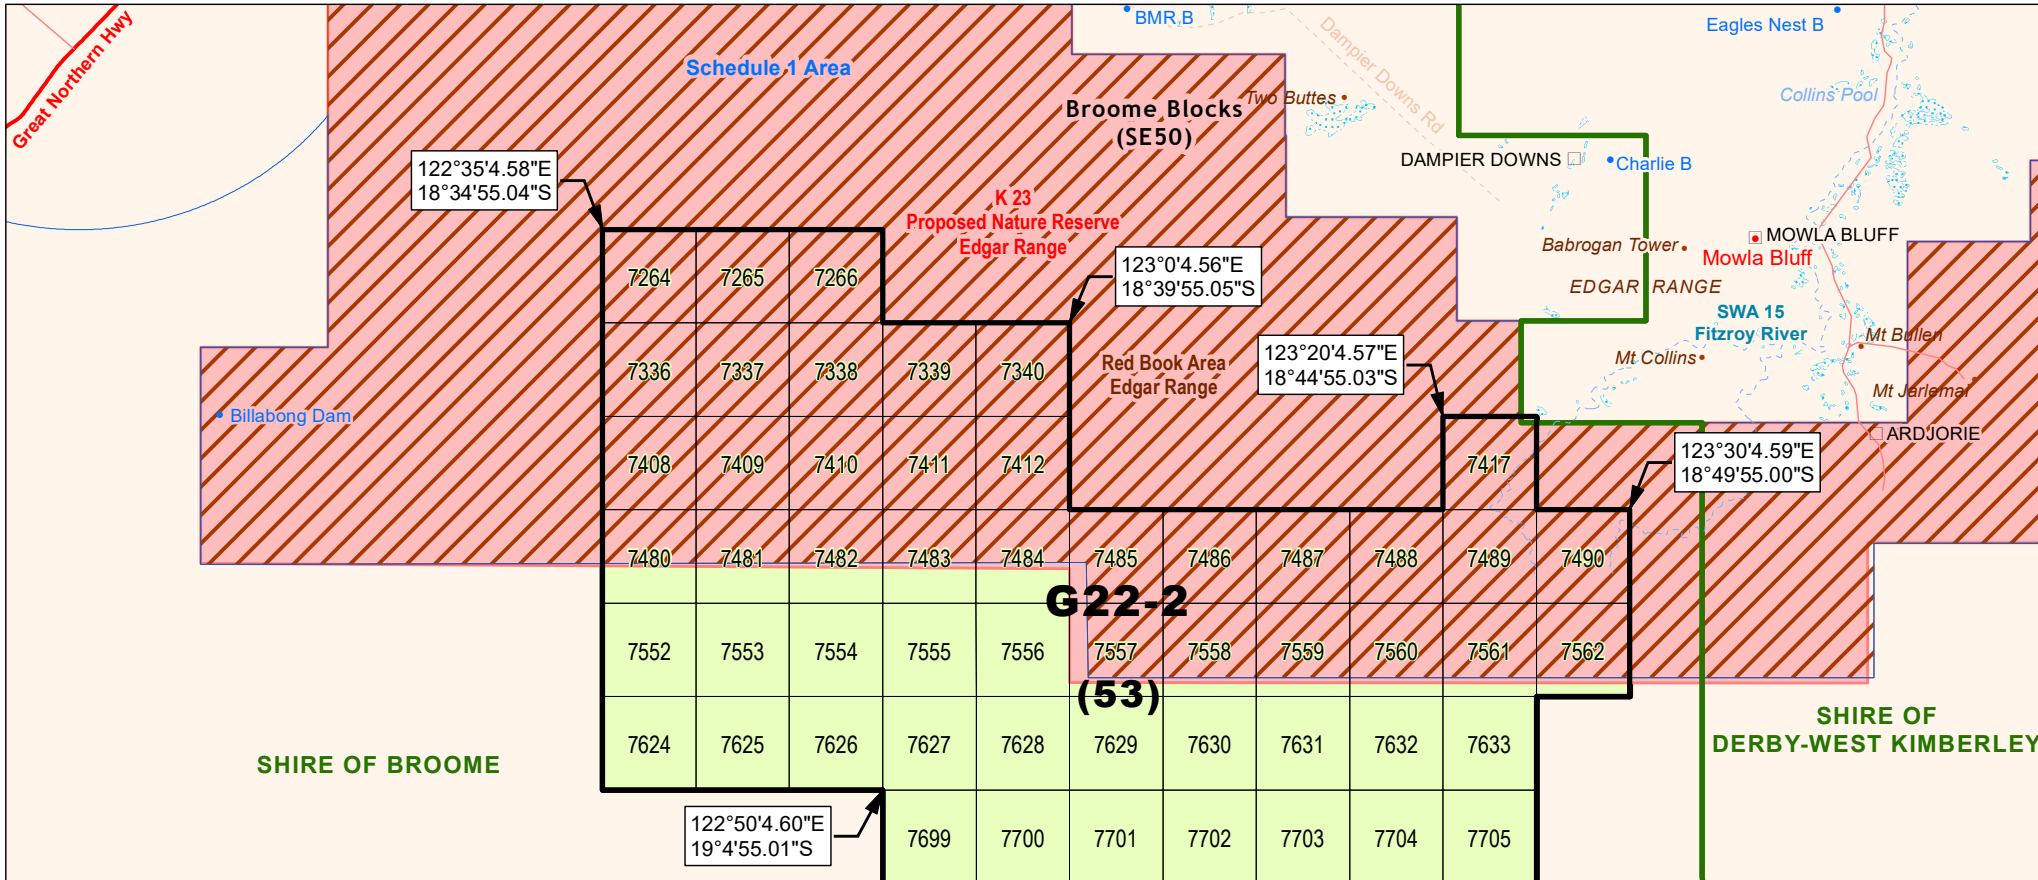 Great Northern Hwy
BMR B
Eagles Nest B
Schedule 1 Area
Dampier Downs Rd
Two Buttes
Collins Pool
Broome Blocks
(SE50)
DAMPIER DOWNS
Charlie B
122°35'4.58"E
18°34'55.04"S
K 23
Proposed Nature Reserve
Edgar Range
MOWLA BLUFF
Babrogan Tower
Mowla Bluff
123°0'4.56"E
18°39'55.05"S
7264
7265
7266
EDGAR RANGE
SWA 15
Fitzroy River
Mt Bullen
123°20'4.57"E
18°44'55.03"S
Mt Collins
Red Book Area
Edgar Range
7336
7337
7338
7339
7340
Mt Jarlemai
Billabong Dam
ARDJORIE
123°30'4.59"E
18°49'55.00"S
7408
7409
7410
7411
7412
7417
7480
7481
7482
7483
7484
7485
7486
7487
7488
7489
7490
G22-2
7552
7553
7554
7555
7556
7557
7558
7559
7560
7561
7562
(53)
7624
7625
7626
7627
7628
7629
7630
7631
7632
7633
SHIRE OF
DERBY-WEST KIMBERLEY
SHIRE OF BROOME
122°50'4.60"E
19°4'55.01"S
7699
7700
7701
7702
7703
7704
7705